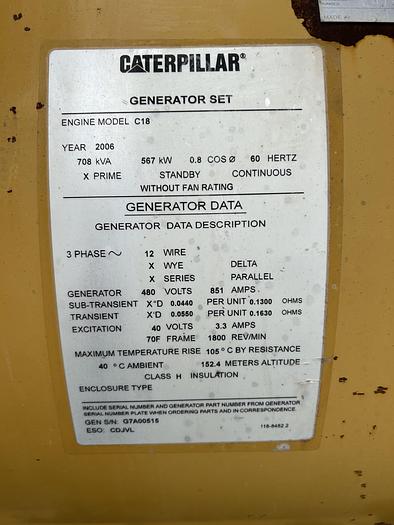 MADE
CATERPILLAR®
GENERATOR SET
ENGINE MODEL C18
YEAR 2006
708 kVA 567 kW 0.8 COS Ø 60 HERTZ
X PRIME STANDBY CONTINUOUS
WITHOUT FAN RATING
GENERATOR DATA
GENERATOR DATA DESCRIPTION
3 PHASE ~ 12 WIRE
X WYE DELTA
X SERIES PARALLEL
GENERATOR 480 VOLTS 851 AMPS
SUB-TRANSIENT X"D 0.0440 PER UNIT 0.1300 OHMS
TRANSIENT X'D 0.0550 PER UNIT 0.1630 OHMS
EXCITATION 40 VOLTS 3.3 AMPS
70F FRAME 1800 REV/MIN
MAXIMUM TEMPERATURE RISE 105 °C BY RESISTANCE
40 °C AMBIENT 152.4 METERS ALTITUDE
CLASS H INSULATION
ENCLOSURE TYPE
INCLUDE SERIAL NUMBER AND GENERATOR PART NUMBER FROM GENERATOR
SERIAL NUMBER PLATE WHEN ORDERING PARTS AND IN CORRESPONDENCE.
GEN S/N: G7A00515 116-8482 2
ESO: CDJVL